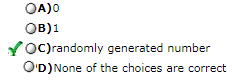 A)0
B)1
C)randomly generated number
D)None of the choices are correct